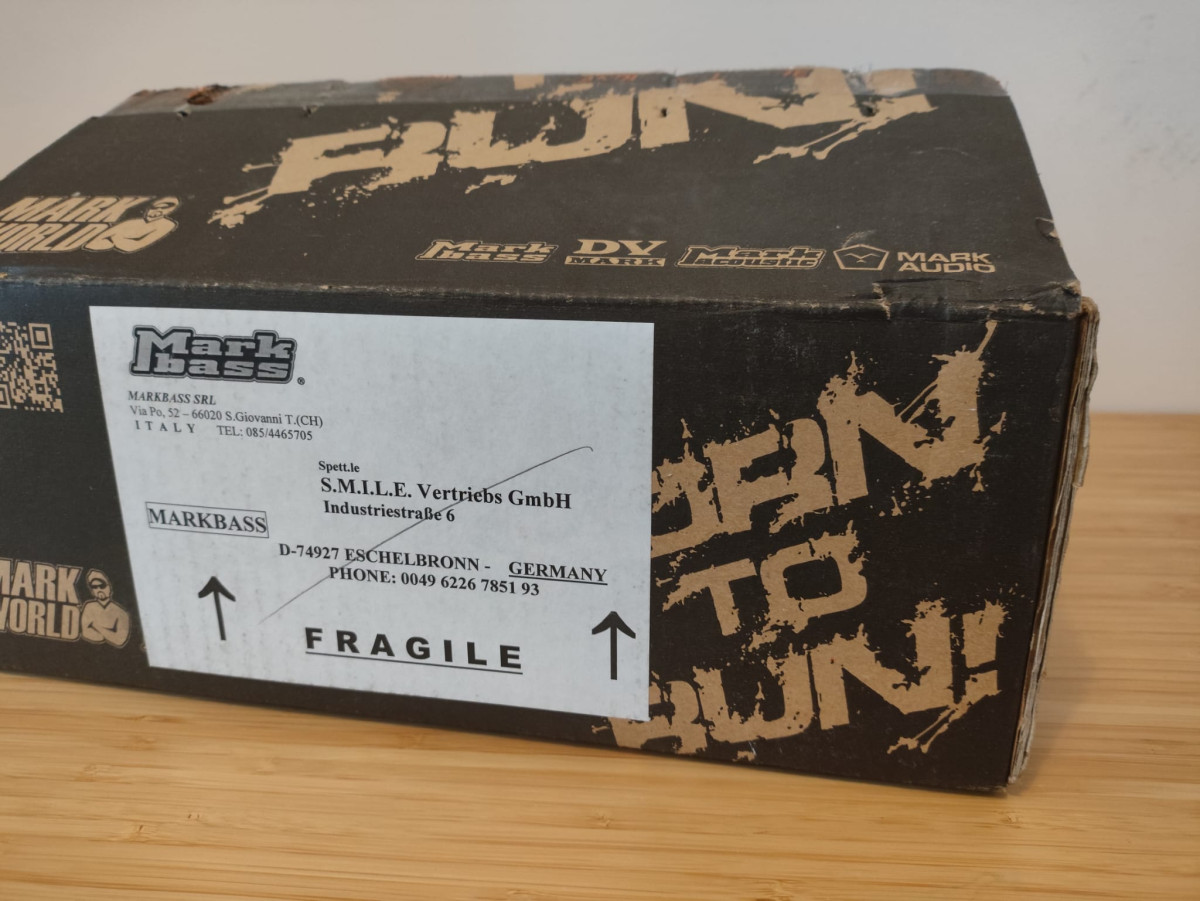 RUN!
MARK
WORLD
Mark
bass
DV
MARK
Mark
acoustic
MARK
AUDIO
Mark
bass®
MARKBASS SRL
Via Po, 52 – 66020 S.Giovanni T.(CH)
ITALY TEL: 085/4465705
Spett.le
S.M.I.L.E. Vertriebs GmbH
Industriestraße 6
MARKBASS
D-74927 ESCHELBRONN - GERMANY
PHONE: 0049 6226 7851 93
FRAGILE
MARK
WORLD
ORN
TO
RUN!